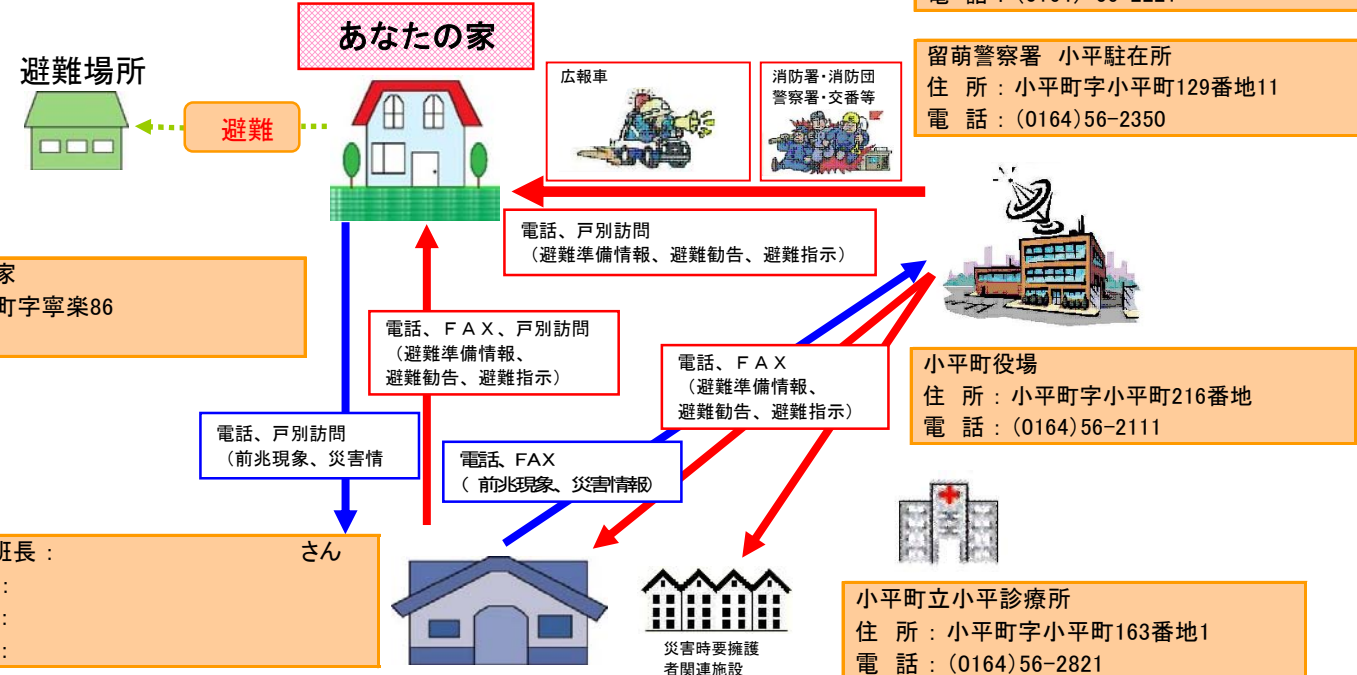 電 話：(0164) 56-2221
あなたの家
避難場所
避難
広報車
消防署・消防団
警察署・交番等
留萌警察署 小平駐在所
住 所：小平町字小平町129番地11
電 話：(0164)56-2350
電話、戸別訪問
（避難準備情報、避難勧告、避難指示）
家
町字寧楽86
電話、ＦＡＸ、戸別訪問
（避難準備情報、
避難勧告、避難指示）
電話、ＦＡＸ
（避難準備情報、
避難勧告、避難指示）
小平町役場
住 所：小平町字小平町216番地
電 話：(0164)56-2111
電話、戸別訪問
（前兆現象、災害情
電話、FAX
（ 前兆現象、災害情報）
班長： さん
：
：
：
災害時要擁護
者関連施設
小平町立小平診療所
住 所：小平町字小平町163番地1
電 話：(0164)56-2821